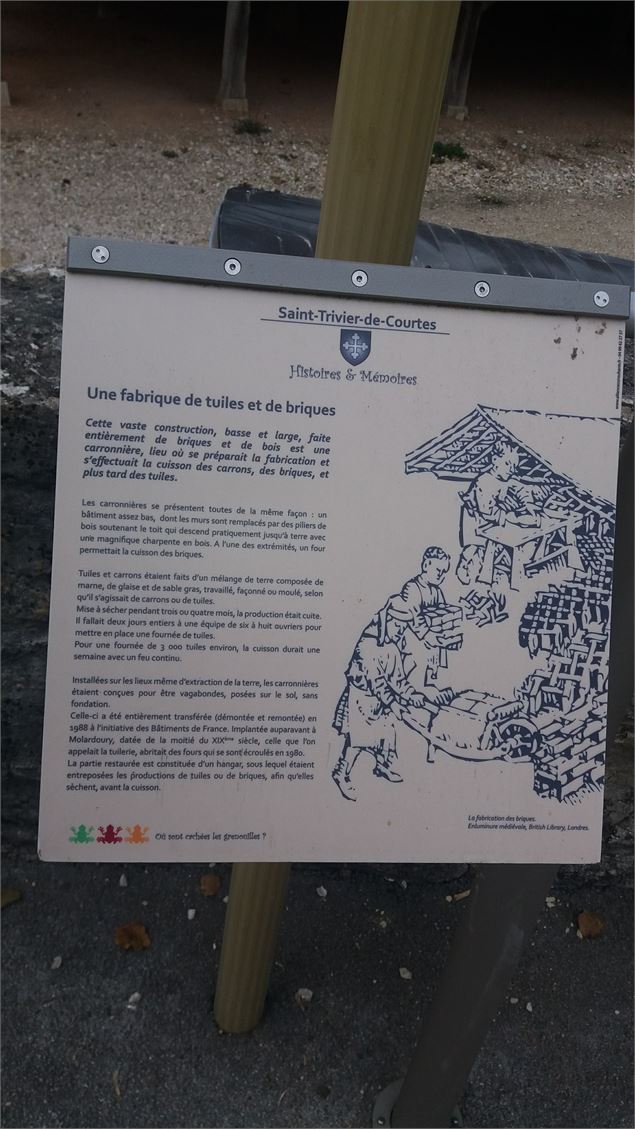 Saint-Trivier-de-Courtes
Histoires & Mémoires
Une fabrique de tuiles et de briques
Cette vaste construction, basse et large, faite
entièrement de briques et de bois est une
carronnière, lieu où se préparait la fabrication et
s'effectuait la cuisson des carrons, des briques, et
plus tard des tuiles.
Les carronnières se présentent toutes de la même façon : un
bâtiment assez bas, dont les murs sont remplacés par des piliers de
bois soutenant le toit qui descend pratiquement jusqu'à terre avec
une magnifique charpente en bois. A l'une des extrémités, un four
permettait la cuisson des briques.
Tuiles et carrons étaient faits d'un mélange de terre composée de
marne, de glaise et de sable gras, travaillé, façonné ou moulé, selon
qu'il s'agissait de carrons ou de tuiles.
Mise à sécher pendant trois ou quatre mois, la production était cuite.
Il fallait deux jours entiers à une équipe de six à huit ouvriers pour
mettre en place une fournée de tuiles.
Pour une fournée de 3 000 tuiles environ, la cuisson durait une
semaine avec un feu continu.
Installées sur les lieux même d'extraction de la terre, les carronnières
étaient conçues pour être vagabondes, posées sur le sol, sans
fondation.
Celle-ci a été entièrement transférée (démontée et remontée) en
1988 à l'initiative des Bâtiments de France. Implantée auparavant à
Molardoury, datée de la moitié du XIXème siècle, celle que l'on
appelait la tuilerie, abritait des fours qui se sont écroulés en 1980.
La partie restaurée est constituée d'un hangar, sous lequel étaient
entreposées les productions de tuiles ou de briques, afin qu'elles
sèchent, avant la cuisson.
Où sont cachées les grenouilles ?
La fabrication des briques.
Enluminure médiévale, British Library, Londres.